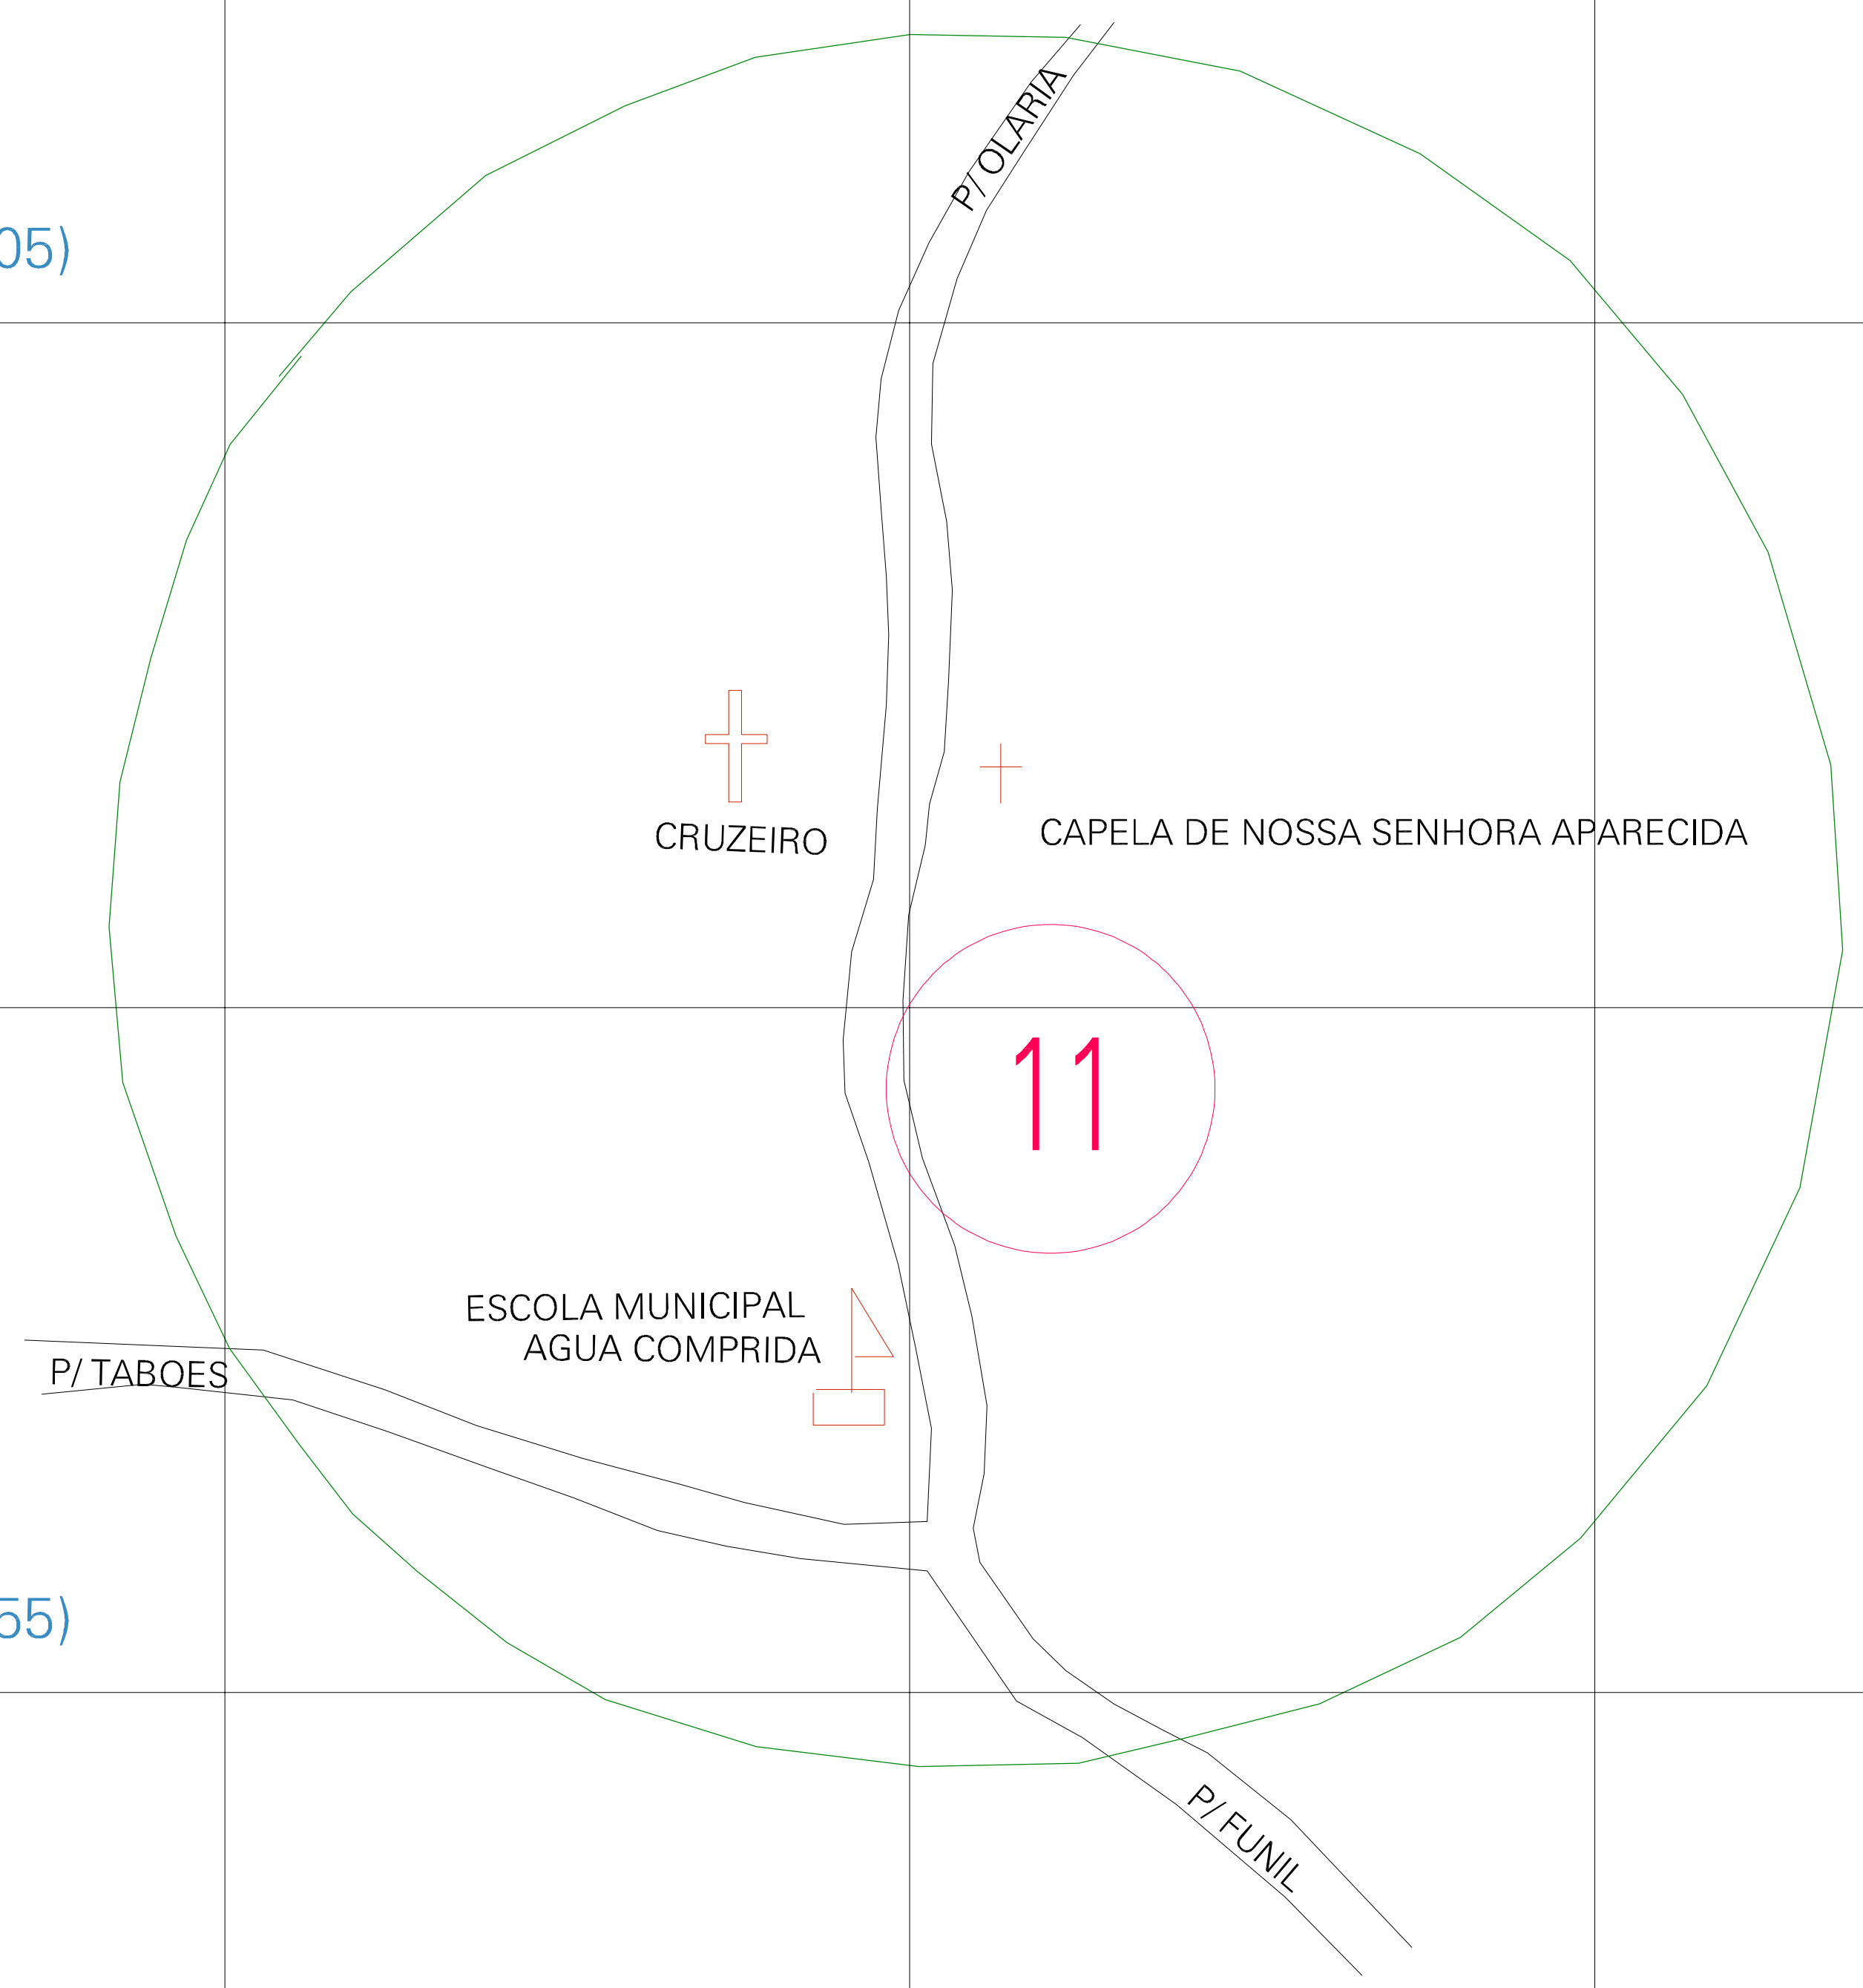 P/ OLARIA
05)
CRUZEIRO
CAPELA DE NOSSA SENHORA APARECIDA
11
ESCOLA MUNICIPAL
AGUA COMPRIDA
P/ TABOES
55)
P/ FUNIL